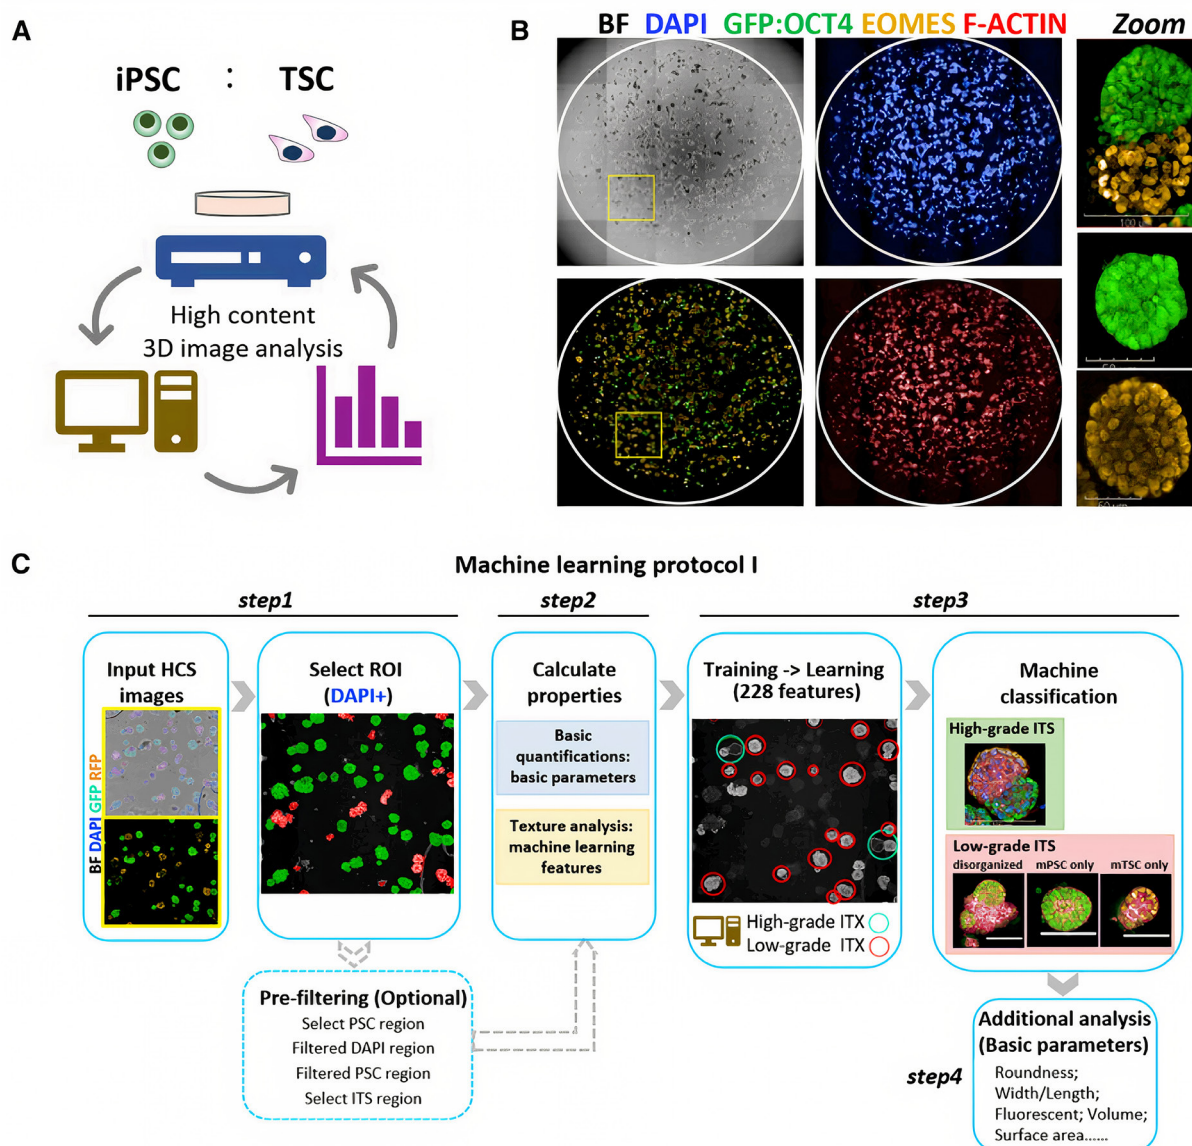 A
iPSC : TSC
High content
3D image analysis
B
BF DAPI GFP:OCT4 EOMES F-ACTIN Zoom
100 µm
C
Machine learning protocol I
step1
step2
step3
Input HCS
images
BF DAPI GFP RFP
Select ROI
(DAPI+)
Calculate
properties
Basic
quantifications:
basic parameters
Texture analysis:
machine learning
features
Training -> Learning
(228 features)
High-grade ITX
Low-grade ITX
Machine
classification
High-grade ITS
Low-grade ITS
disorganized mPSC only mTSC only
Pre-filtering (Optional)
Select PSC region
Filtered DAPI region
Filtered PSC region
Select ITS region
step4
Additional analysis
(Basic parameters)
Roundness;
Width/Length;
Fluorescent; Volume;
Surface area......